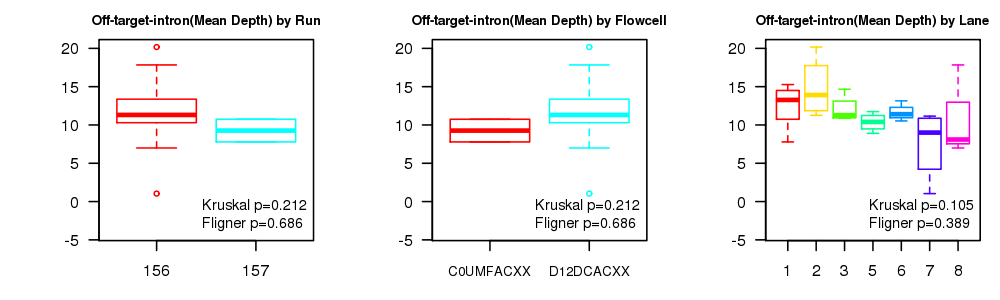 Off-target-intron(Mean Depth) by Run
20
15
10
5
0
-5
Kruskal p=0.212
Fligner p=0.686
156
157
Off-target-intron(Mean Depth) by Flowcell
20
15
10
5
0
-5
Kruskal p=0.212
Fligner p=0.686
C0UMFACXX
D12DCACXX
Off-target-intron(Mean Depth) by Lane
20
15
10
5
0
-5
Kruskal p=0.105
Fligner p=0.389
1 2 3 5 6 7 8